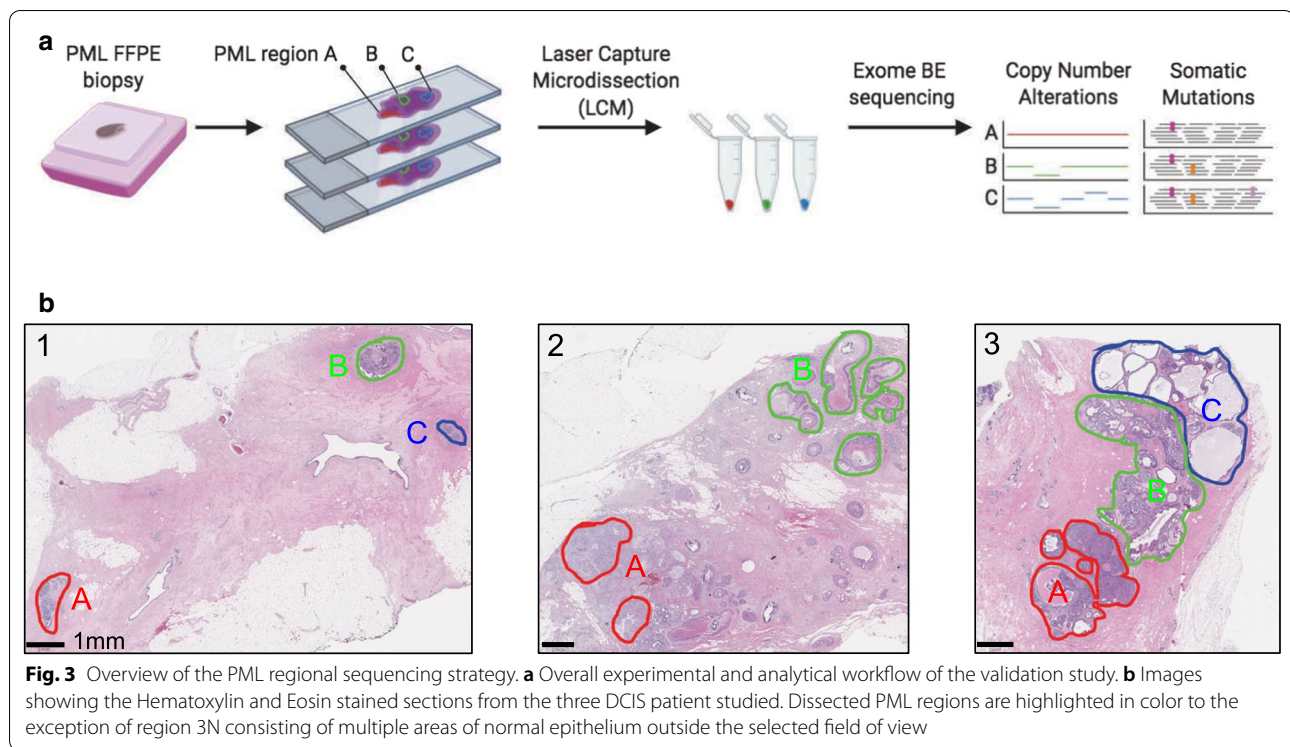 a
PML FFPE
biopsy
PML region A B C
Laser Capture
Microdissection
(LCM)
Exome BE
sequencing
Copy Number
Alterations
Somatic
Mutations
A
B
C
b
1
B
C
A
1mm
2
B
A
3
C
B
A
Fig. 3 Overview of the PML regional sequencing strategy. a Overall experimental and analytical workflow of the validation study. b Images
showing the Hematoxylin and Eosin stained sections from the three DCIS patient studied. Dissected PML regions are highlighted in color to the
exception of region 3N consisting of multiple areas of normal epithelium outside the selected field of view